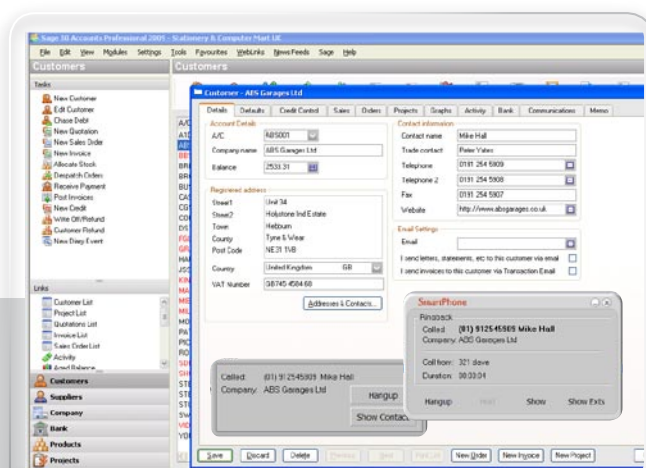 Sage 50 Accounts Professional 2009 - Stationery & Computer Mart UK
File Edit View Modules Settings Tools Favourites WebLinks News Feeds Sage Help
Customers
Customers
Tasks
New Customer
Edit Customer
Chase Debt
New Quotation
New Sales Order
New Invoice
Allocate Stock
Despatch Orders
Receive Payment
Post Invoices
New Credit
Write Off/Refund
Customer Refund
New Diary Event
Links
Customer List
Project List
Quotations List
Invoice List
Sales Order List
Activity
Aged Balance
Customers
Suppliers
Company
Bank
Products
Projects
Customer - ABS Garages Ltd
Details Defaults Credit Control Sales Orders Projects Graphs Activity Bank Communications Memo
Account Details
A/C ABS001
Company name ABS Garages Ltd
Balance 2533.31
Registered address
Street1 Unit 34
Street2 Holystone Ind Estate
Town Hebburn
County Tyne & Wear
Post Code NE31 1VB
Country United Kingdom GB
VAT Number GB745 4584 68
Addresses & Contacts...
Contact information
Contact name Mike Hall
Trade contact Peter Yates
Telephone 0191 254 5909
Telephone 2 0191 254 5908
Fax 0191 254 5907
Website http://www.absgarages.co.uk
Email Settings
Email
I send letters, statements, etc to this customer via email
I send invoices to this customer via Transaction Email
SmartPhone
Ringback
Called (01) 912545909 Mike Hall
Company ABS Garages Ltd
Call from: 321 dave
Duration 00:00:04
Hangup Hold Show Show Exts
Called: (01) 912545909 Mike Hall
Company: ABS Garages Ltd
Hangup
Show Contact
Save Discard Delete Previous Next Print List New Order New Invoice New Project